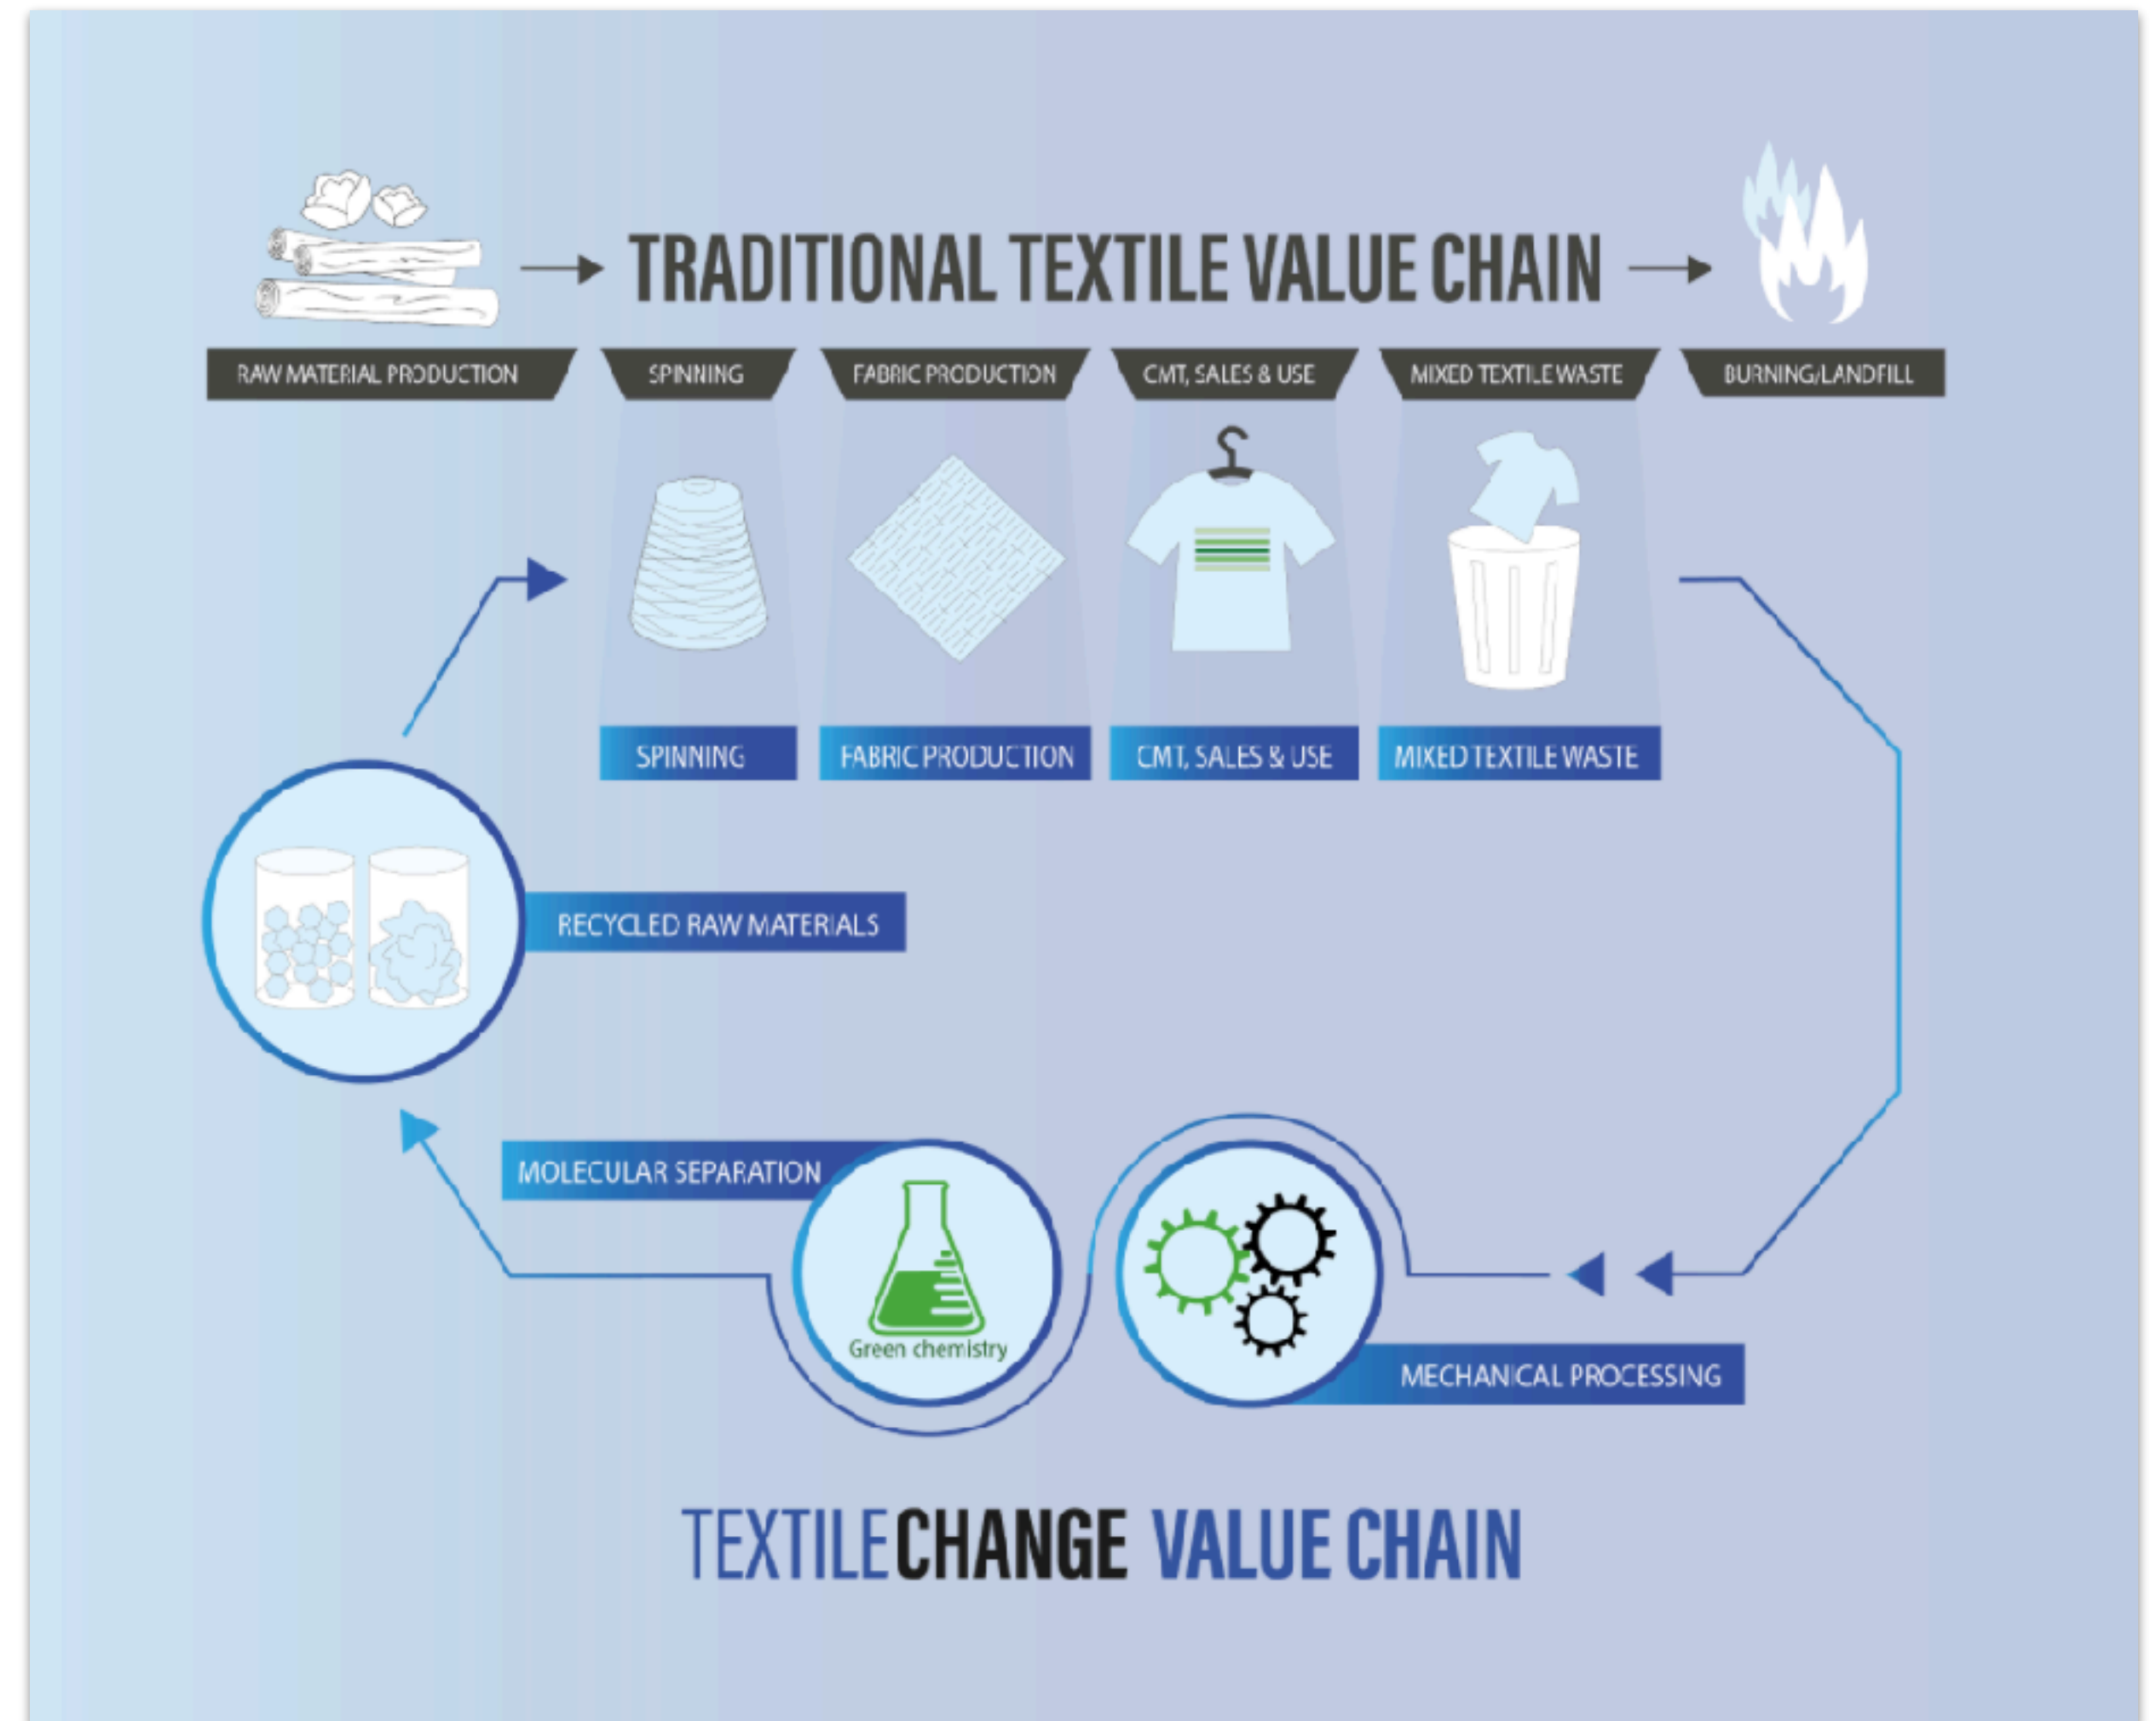 TRADITIONAL TEXTILE VALUE CHAIN
RAW MATERIAL PRODUCTION
SPINNING
FABRIC PRODUCTION
CMT, SALES & USE
MIXED TEXTILE WASTE
BURNING/LANDFILL
SPINNING
FABRIC PRODUCTION
CMT, SALES & USE
MIXED TEXTILE WASTE
RECYCLED RAW MATERIALS
MOLECULAR SEPARATION
Green chemistry
MECHANICAL PROCESSING
TEXTILECHANGE VALUE CHAIN